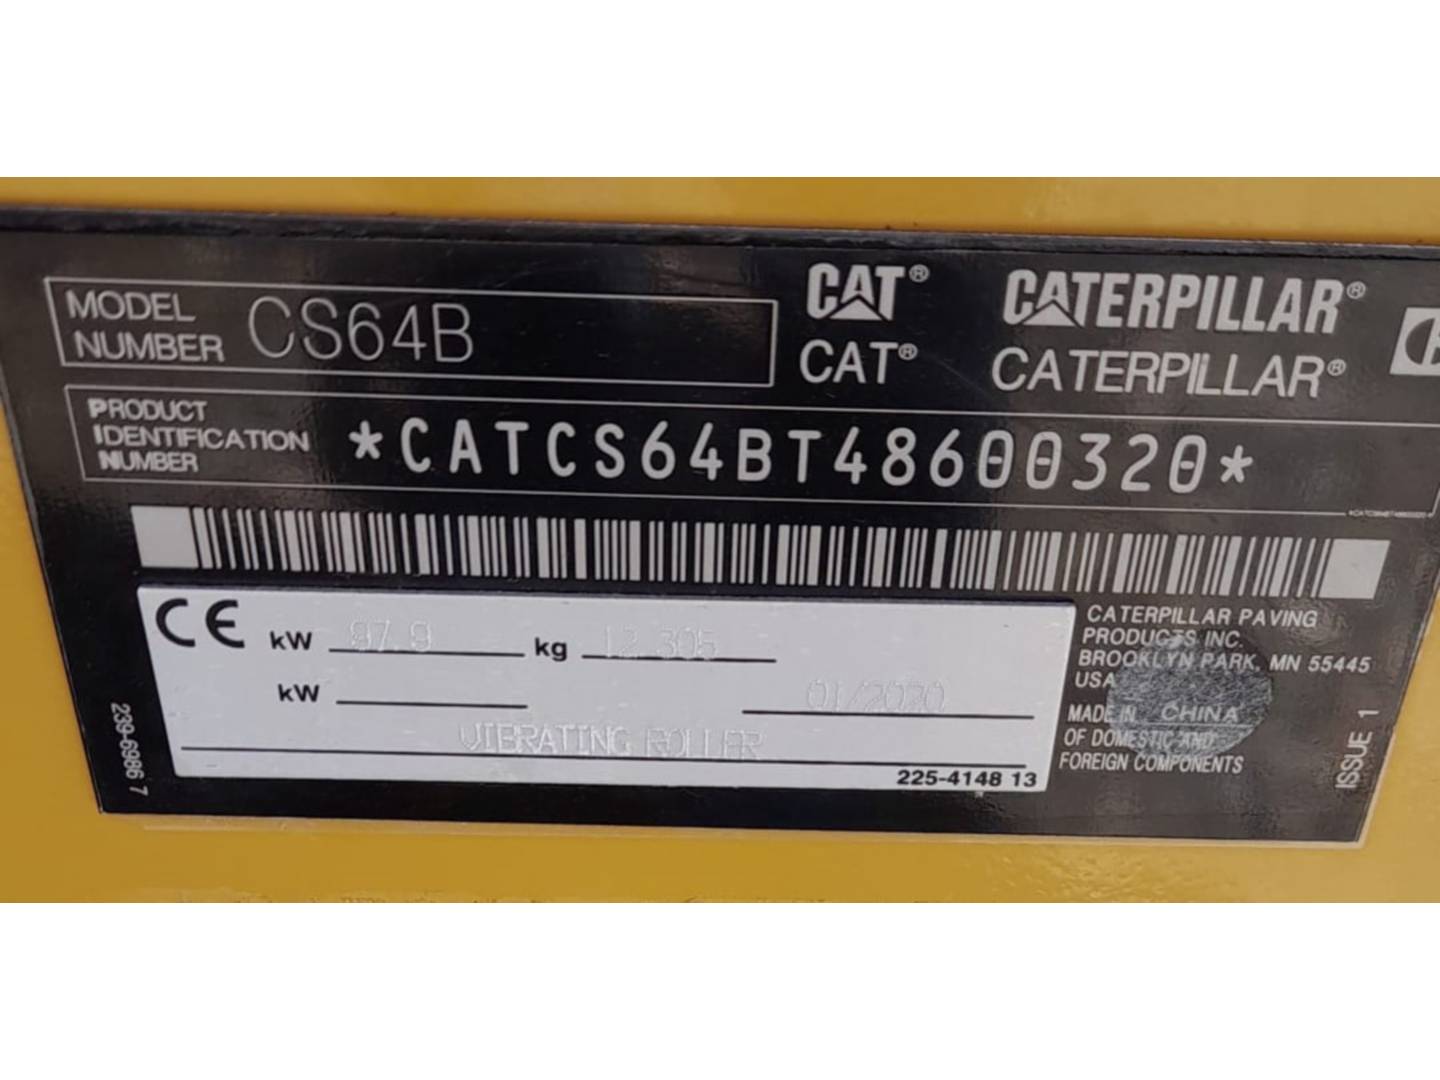 MODEL NUMBER CS64B
CAT® CATERPILLAR®
CAT® CATERPILLAR®
PRODUCT IDENTIFICATION NUMBER *CATCS64BT48600320*
CE kW 97.9 kg 12,305
kW 01/2020
VIBRATING ROLLER
225-4148 13
CATERPILLAR PAVING
PRODUCTS INC.
BROOKLYN PARK, MN 55445
USA
MADE IN CHINA
OF DOMESTIC AND
FOREIGN COMPONENTS
239-6986 7
ISSUE 1